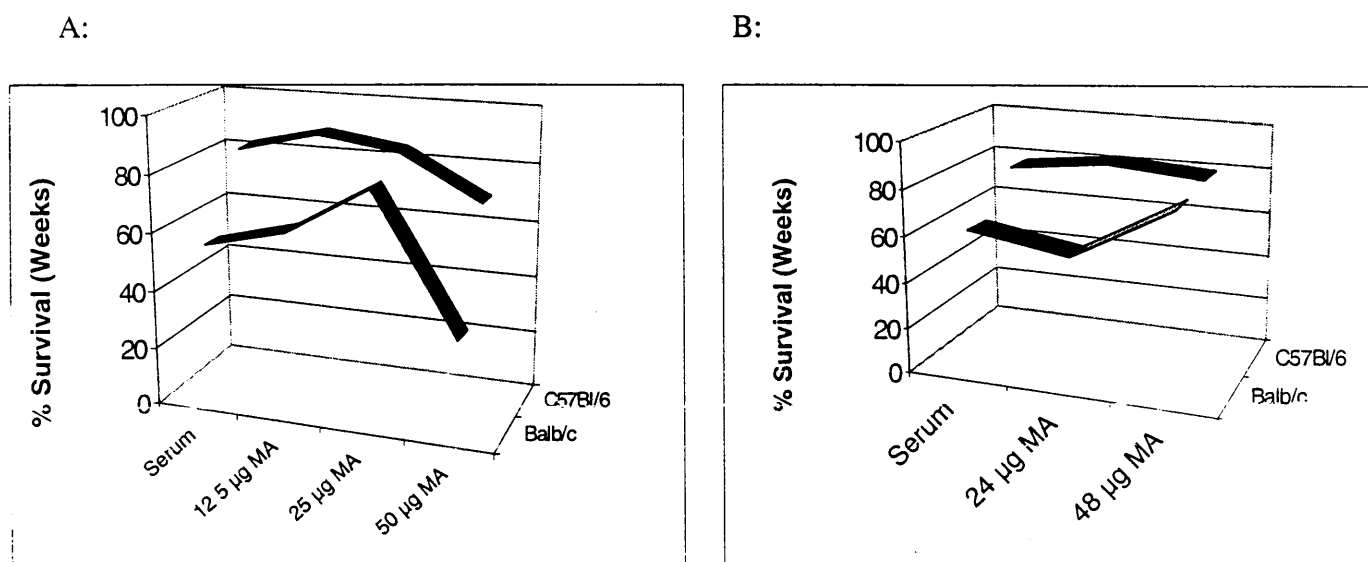 A:
% Survival (Weeks)
100
80
60
40
20
0
Serum
12 5 µg MA
25 µg MA
50 µg MA
C57Bl/6
Balb/c
B:
% Survival (Weeks)
100
80
60
40
20
0
Serum
24 µg MA
48 µg MA
C57Bl/6
Balb/c